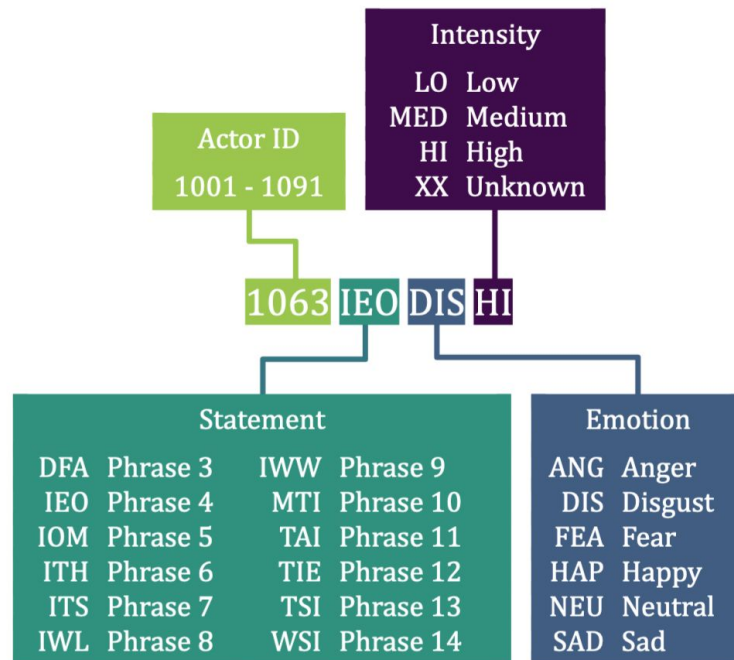 Intensity
LO Low
MED Medium
HI High
XX Unknown
Actor ID
1001 - 1091
1063 IEO DIS HI
Statement
DFA Phrase 3 IWW Phrase 9
IEO Phrase 4 MTI Phrase 10
IOM Phrase 5 TAI Phrase 11
ITH Phrase 6 TIE Phrase 12
ITS Phrase 7 TSI Phrase 13
IWL Phrase 8 WSI Phrase 14
Emotion
ANG Anger
DIS Disgust
FEA Fear
HAP Happy
NEU Neutral
SAD Sad